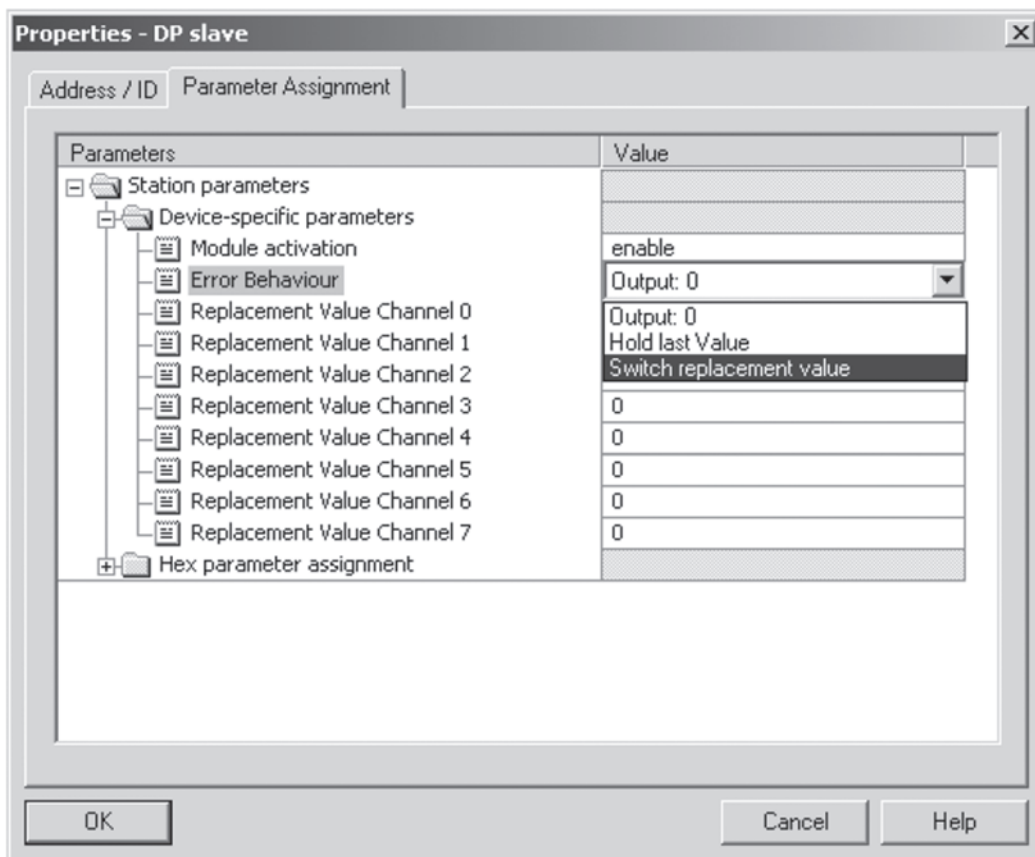 Properties - DP slave
Address / ID Parameter Assignment
Parameters Value
Station parameters
Device-specific parameters
Module activation enable
Error Behaviour Output: 0
Replacement Value Channel 0 Output: 0
Replacement Value Channel 1 Hold last Value
Replacement Value Channel 2 Switch replacement value
Replacement Value Channel 3 0
Replacement Value Channel 4 0
Replacement Value Channel 5 0
Replacement Value Channel 6 0
Replacement Value Channel 7 0
Hex parameter assignment
OK Cancel Help